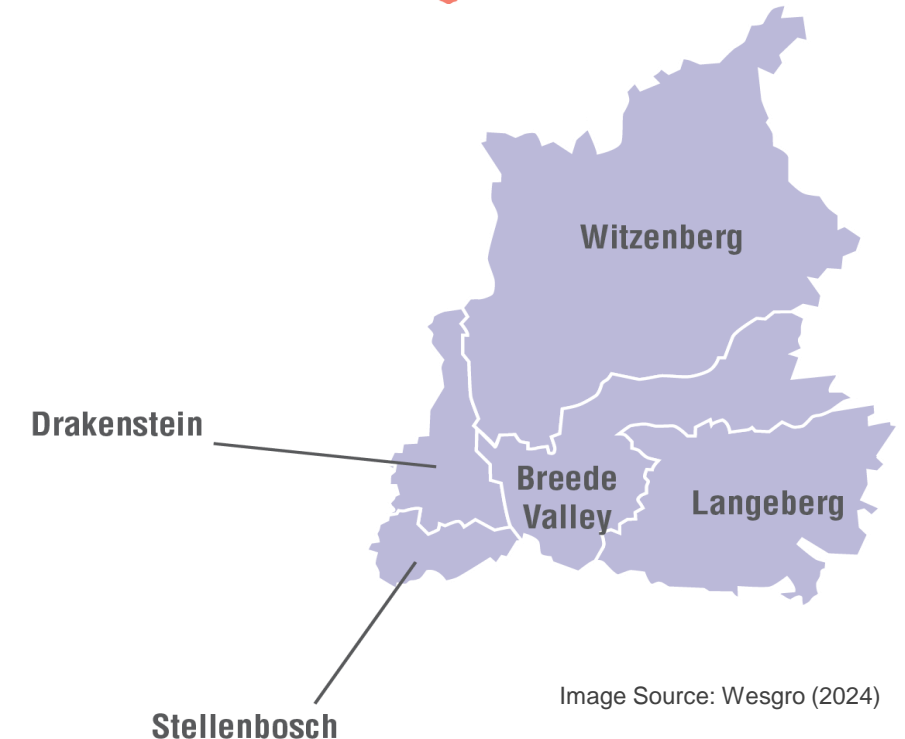 Witzenberg
Drakenstein
Breede
Valley
Langeberg
Image Source: Wesgro (2024)
Stellenbosch